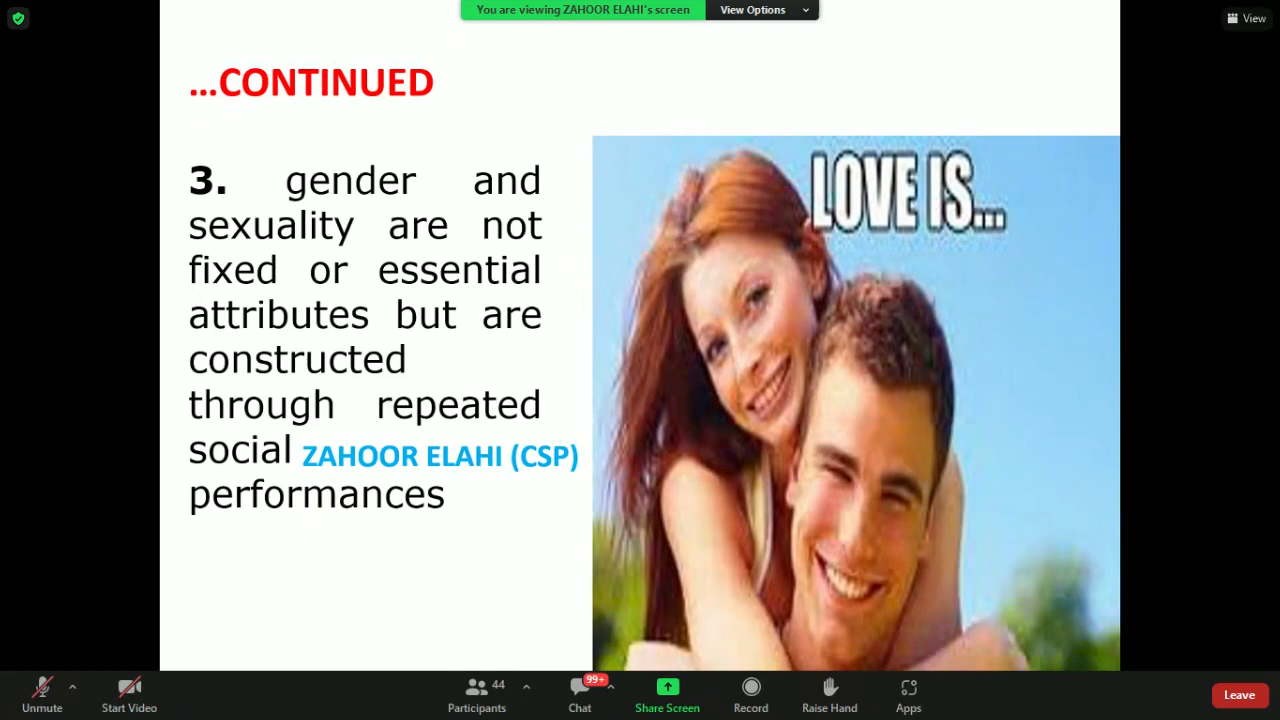 You are viewing ZAHOOR ELAHI's screen
View Options
View
...CONTINUED
3. gender and
sexuality are not
fixed or essential
attributes but are
constructed
through repeated
social
ZAHOOR ELAHI (CSP)
performances
LOVE IS...
Unmute
Start Video
44
Participants
99+
Chat
Share Screen
Record
Raise Hand
Apps
Leave